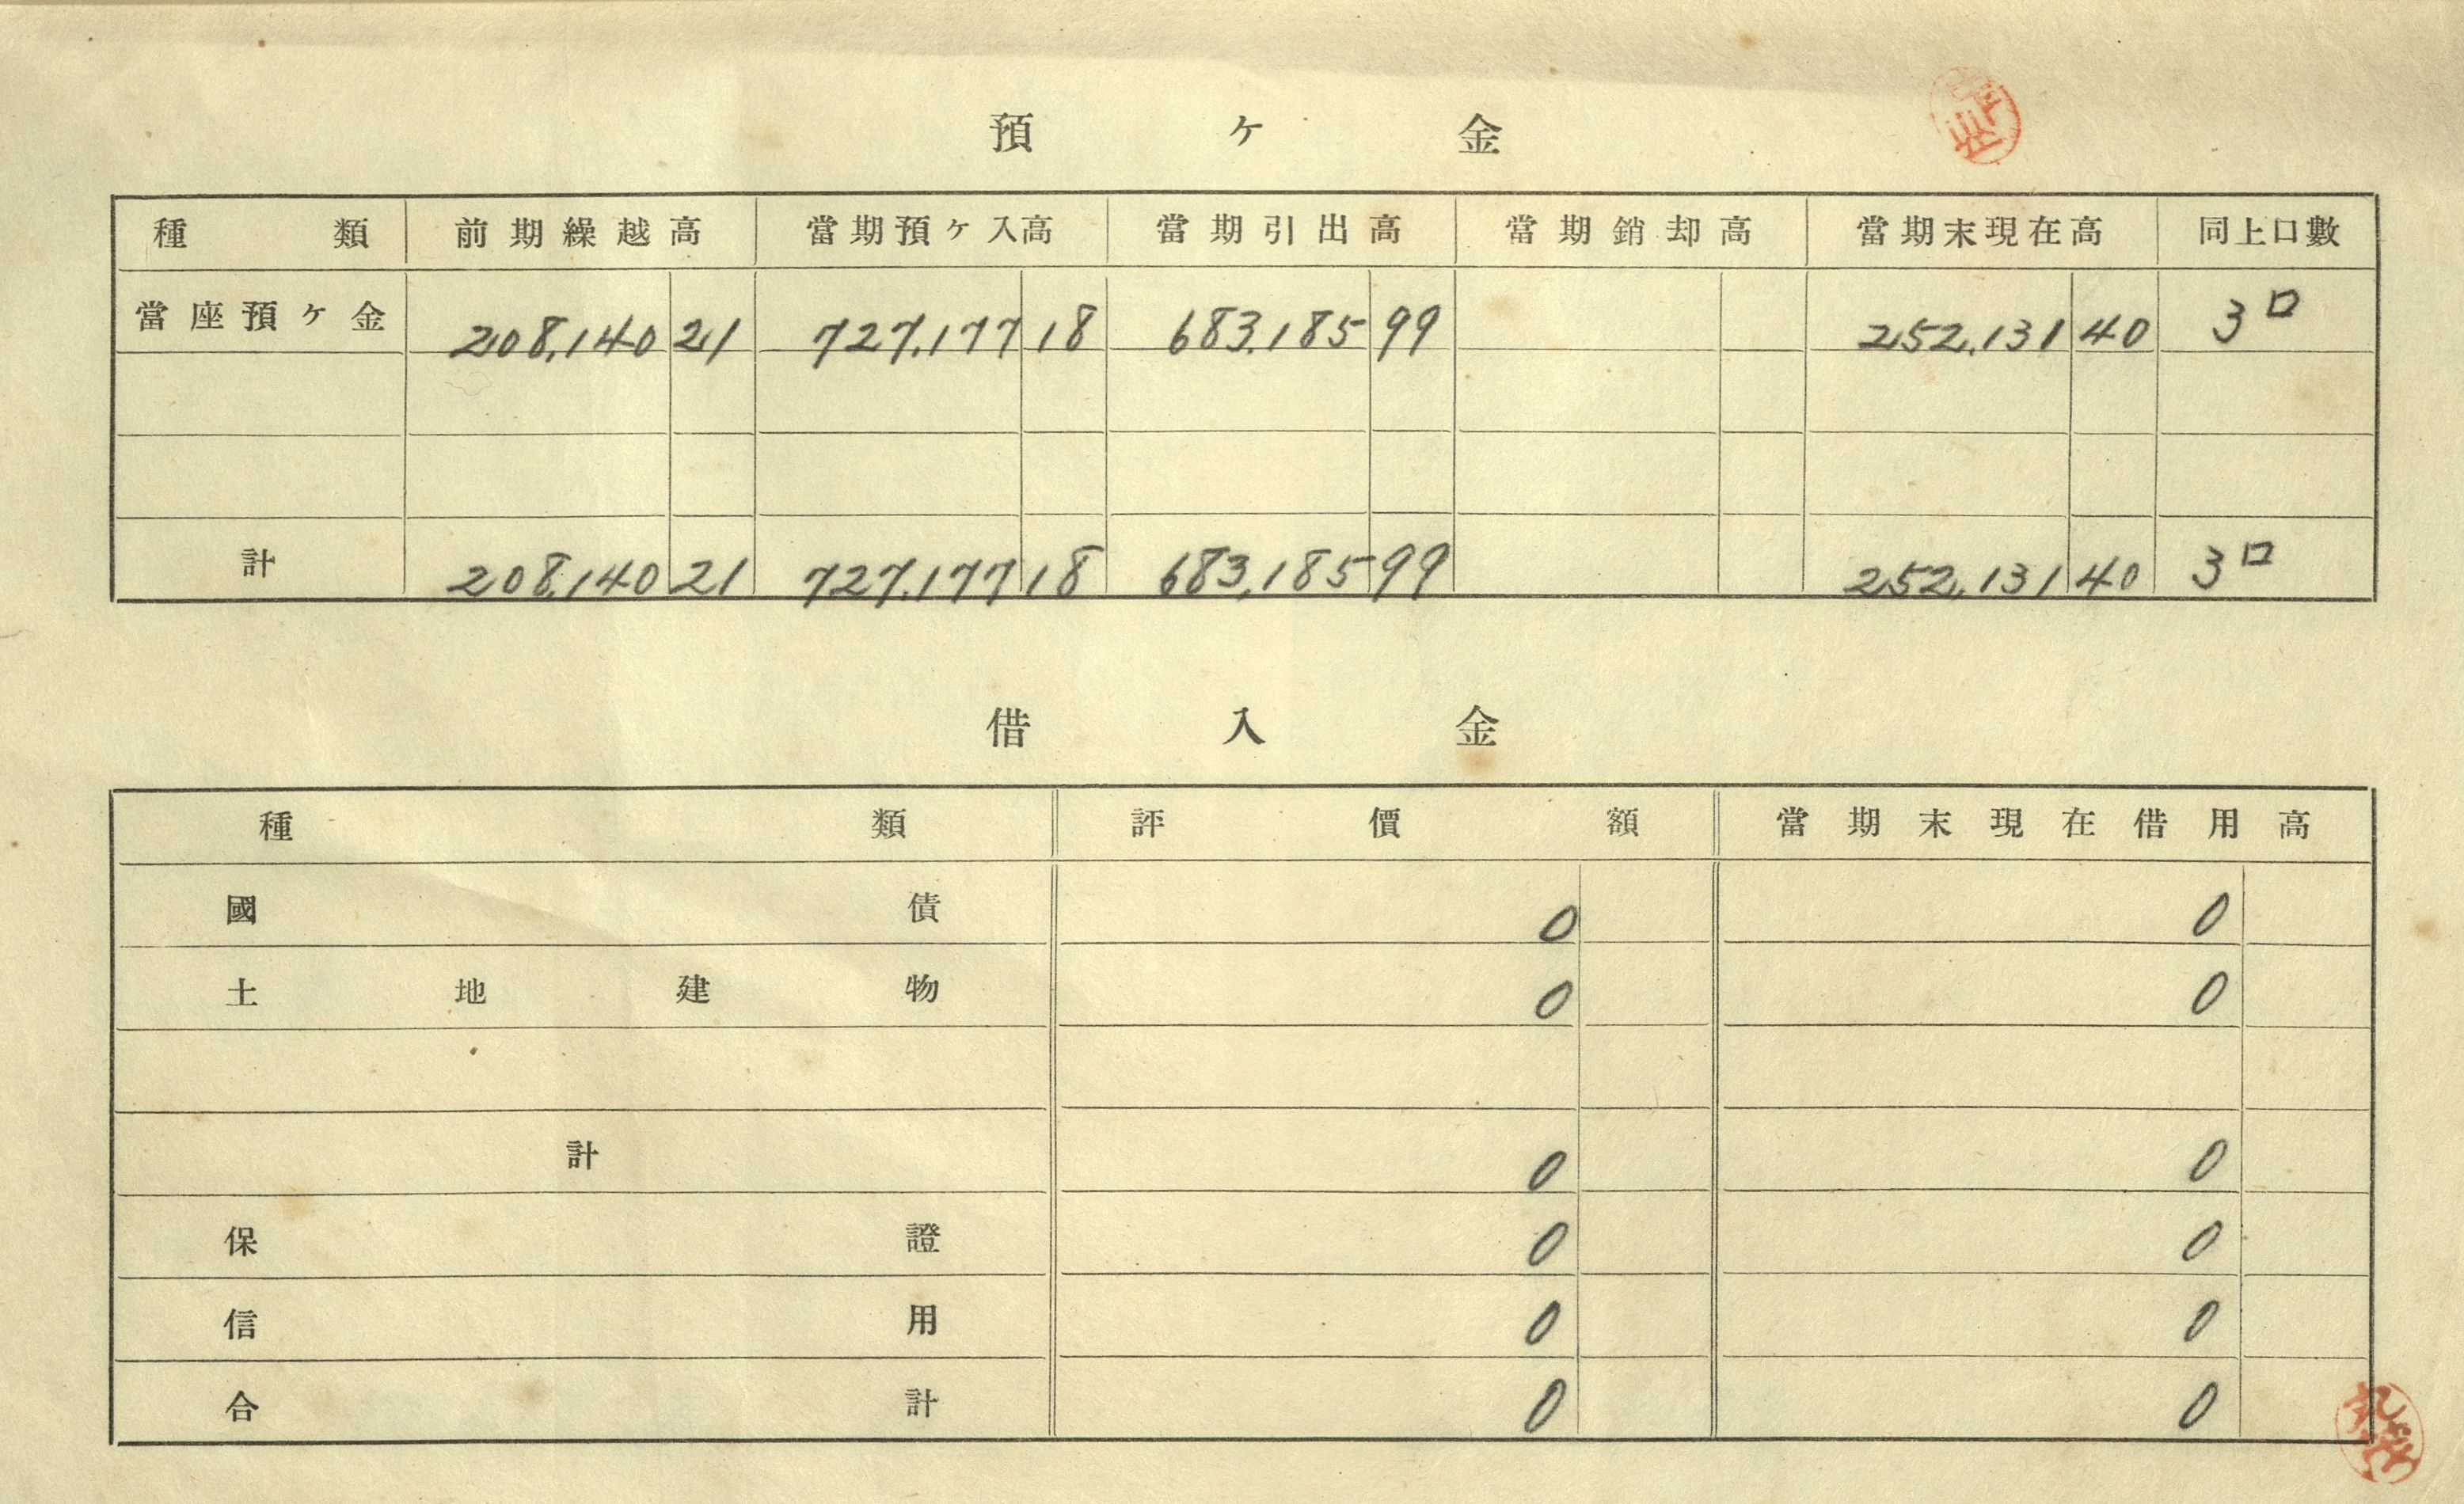 預ケ金
種類 前期繰越高 當期預ケ入高 當期引出高 當期銷却高 當期末現在高 同上口數
當座預ケ金 208,140 21 727,177 18 683,185 99 252,131 40 3口
計 208,140 21 727,177 18 683,185 99 252,131 40 3口
借入金
種類 評價額 當期末現在借用高
國債 0 0
土地建物 0 0
計 0 0
保證 0 0
信用 0 0
合計 0 0